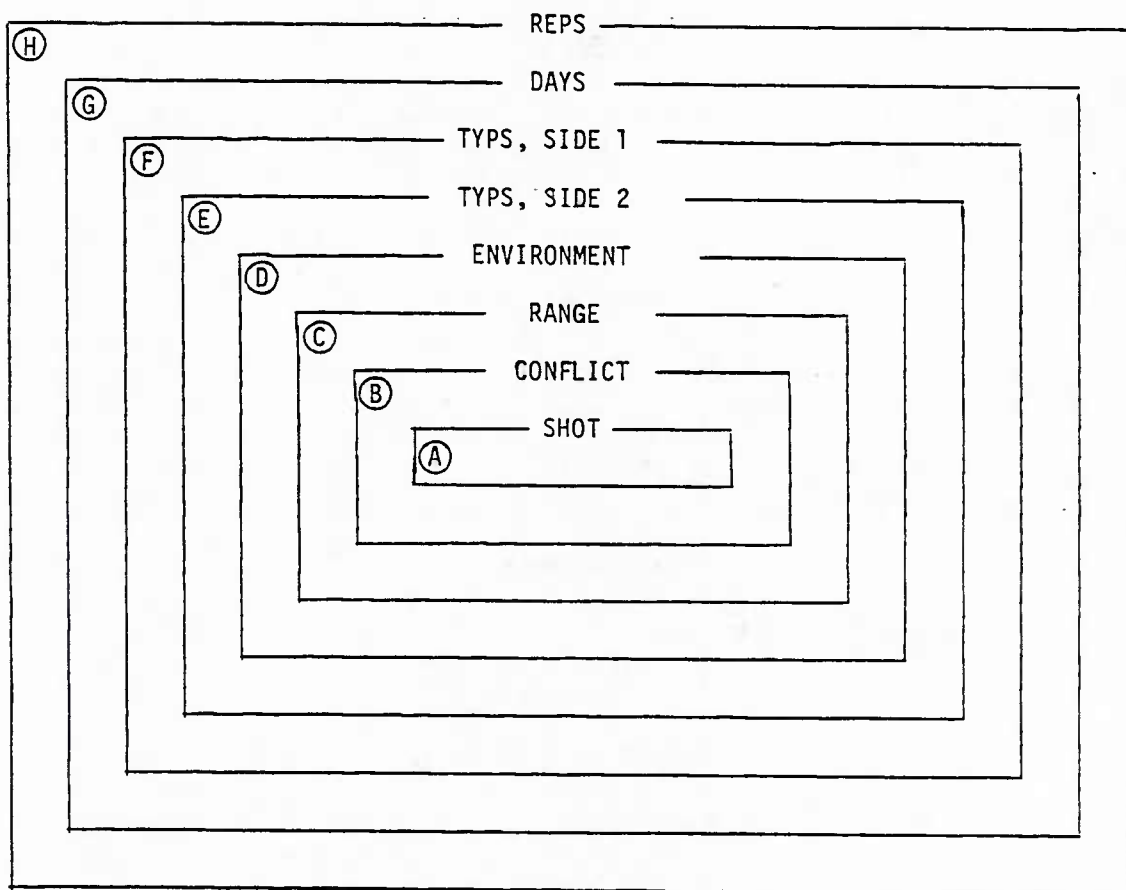 REPS
H
DAYS
G
TYPS, SIDE 1
F
TYPS, SIDE 2
E
ENVIRONMENT
D
RANGE
C
CONFLICT
B
SHOT
A